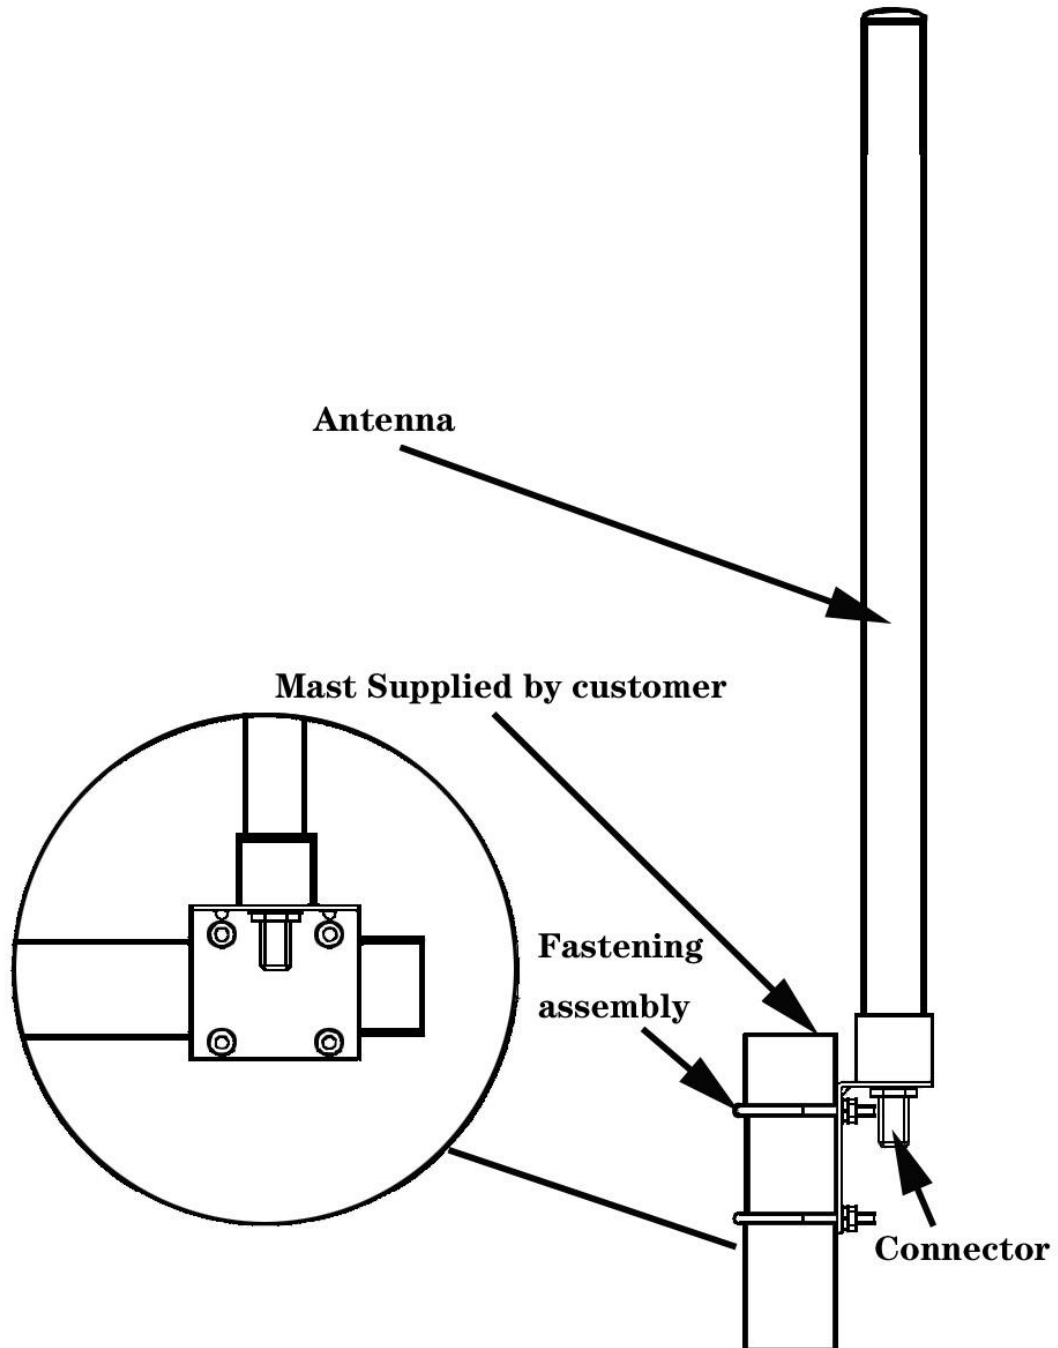 Antenna
Mast Supplied by customer
Fastening
assembly
Connector